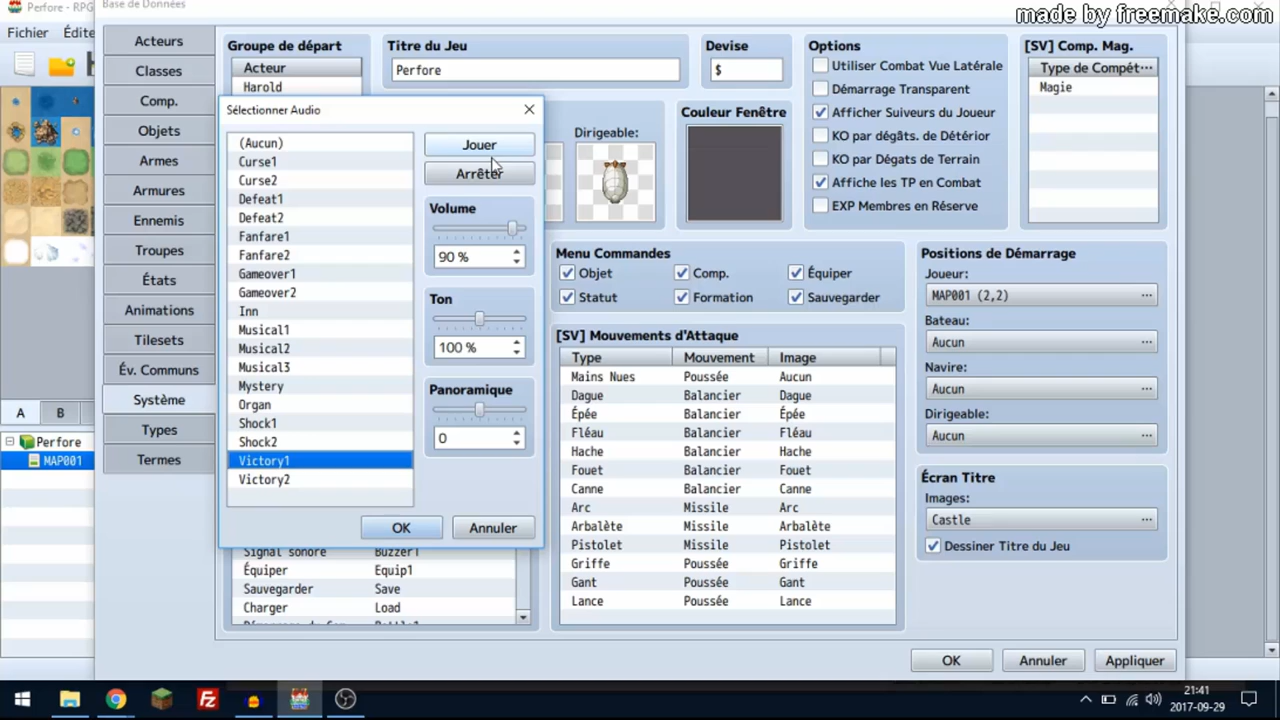 Perfore - RPG
Base de Données
made by freemake.com
Fichier Édite
Acteurs
Classes
Comp.
Objets
Armes
Armures
Ennemis
Troupes
États
Animations
Tilesets
Év. Communs
Système
Types
Termes
A B
Perfore
MAP001
Groupe de départ
Acteur
Harold
Titre du Jeu
Perfore
Devise
$
Options
Utiliser Combat Vue Latérale
Démarrage Transparent
Afficher Suiveurs du Joueur
KO par dégâts. de Détérior
KO par Dégats de Terrain
Affiche les TP en Combat
EXP Membres en Réserve
[SV] Comp. Mag.
Type de Compét···
Magie
Sélectionner Audio
(Aucun)
Curse1
Curse2
Defeat1
Defeat2
Fanfare1
Fanfare2
Gameover1
Gameover2
Inn
Musical1
Musical2
Musical3
Mystery
Organ
Shock1
Shock2
Victory1
Victory2
Jouer
Arrêter
Volume
90 %
Ton
100 %
Panoramique
0
OK Annuler
Dirigeable:
Couleur Fenêtre
Menu Commandes
Objet Comp. Équiper
Statut Formation Sauvegarder
[SV] Mouvements d'Attaque
Type Mouvement Image
Mains Nues Poussée Aucun
Dague Balancier Dague
Épée Balancier Épée
Fléau Balancier Fléau
Hache Balancier Hache
Fouet Balancier Fouet
Canne Balancier Canne
Arc Missile Arc
Arbalète Missile Arbalète
Pistolet Missile Pistolet
Griffe Poussée Griffe
Gant Poussée Gant
Lance Poussée Lance
Positions de Démarrage
Joueur:
MAP001 (2,2) ···
Bateau:
Aucun ···
Navire:
Aucun ···
Dirigeable:
Aucun ···
Écran Titre
Images:
Castle ···
Dessiner Titre du Jeu
Signal sonore Buzzer1
Équiper Equip1
Sauvegarder Save
Charger Load
OK Annuler Appliquer
21:41
2017-09-29